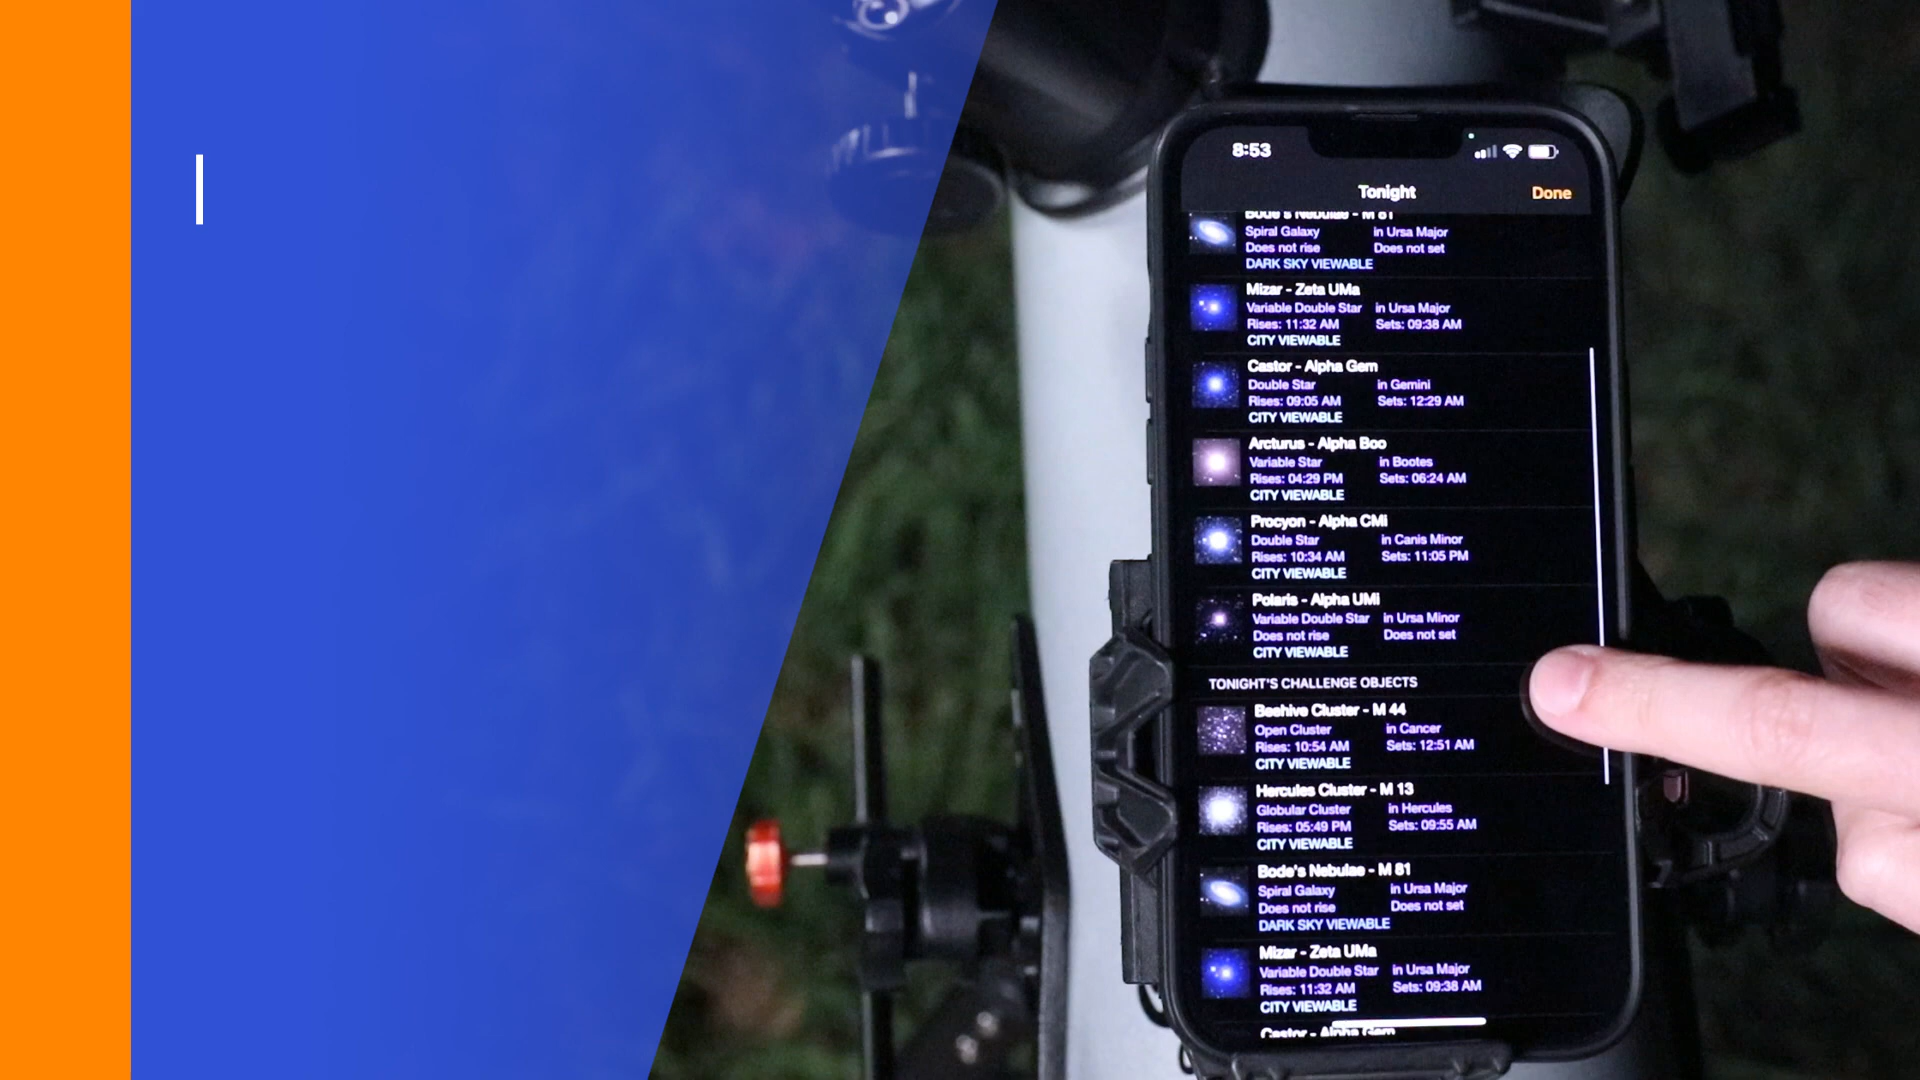 8:53
Tonight
Done
Bode's Nebulae - M 81
Spiral Galaxy in Ursa Major
Does not rise Does not set
DARK SKY VIEWABLE
Mizar - Zeta UMa
Variable Double Star in Ursa Major
Rises: 11:32 AM Sets: 09:38 AM
CITY VIEWABLE
Castor - Alpha Gem
Double Star in Gemini
Rises: 09:05 AM Sets: 12:29 AM
CITY VIEWABLE
Arcturus - Alpha Boo
Variable Star in Bootes
Rises: 04:29 PM Sets: 06:24 AM
CITY VIEWABLE
Procyon - Alpha CMi
Double Star in Canis Minor
Rises: 10:34 AM Sets: 11:05 PM
CITY VIEWABLE
Polaris - Alpha UMi
Variable Double Star in Ursa Minor
Does not rise Does not set
CITY VIEWABLE
TONIGHT'S CHALLENGE OBJECTS
Beehive Cluster - M 44
Open Cluster in Cancer
Rises: 10:54 AM Sets: 12:51 AM
CITY VIEWABLE
Hercules Cluster - M 13
Globular Cluster in Hercules
Rises: 05:49 PM Sets: 09:55 AM
CITY VIEWABLE
Bode's Nebulae - M 81
Spiral Galaxy in Ursa Major
Does not rise Does not set
DARK SKY VIEWABLE
Mizar - Zeta UMa
Variable Double Star in Ursa Major
Rises: 11:32 AM Sets: 09:38 AM
CITY VIEWABLE
Castor - Alpha Gem